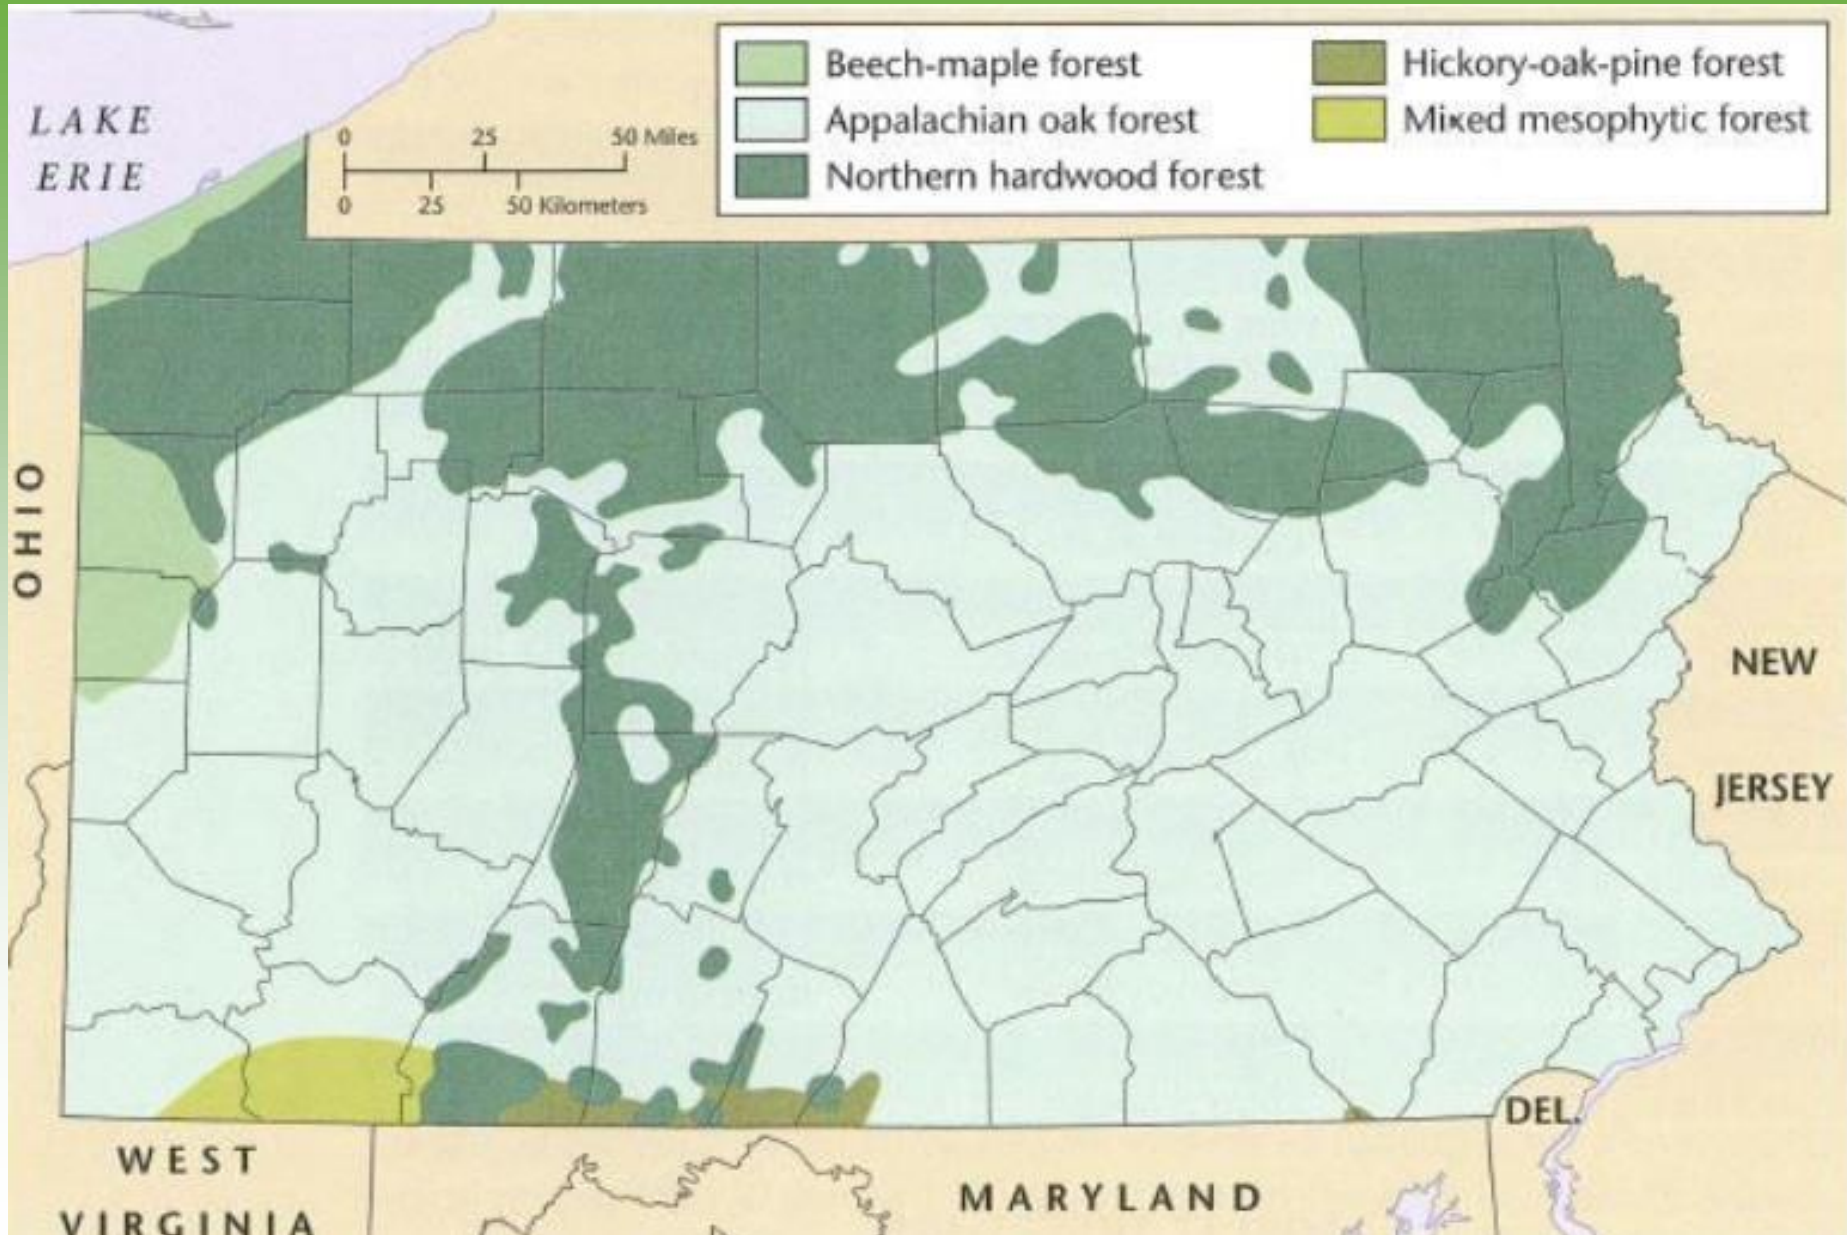 LAKE
ERIE
0 25 50 Miles
0 25 50 Kilometers
Beech-maple forest
Appalachian oak forest
Northern hardwood forest
Hickory-oak-pine forest
Mixed mesophytic forest
OHIO
NEW
JERSEY
DEL.
WEST
VIRGINIA
MARYLAND